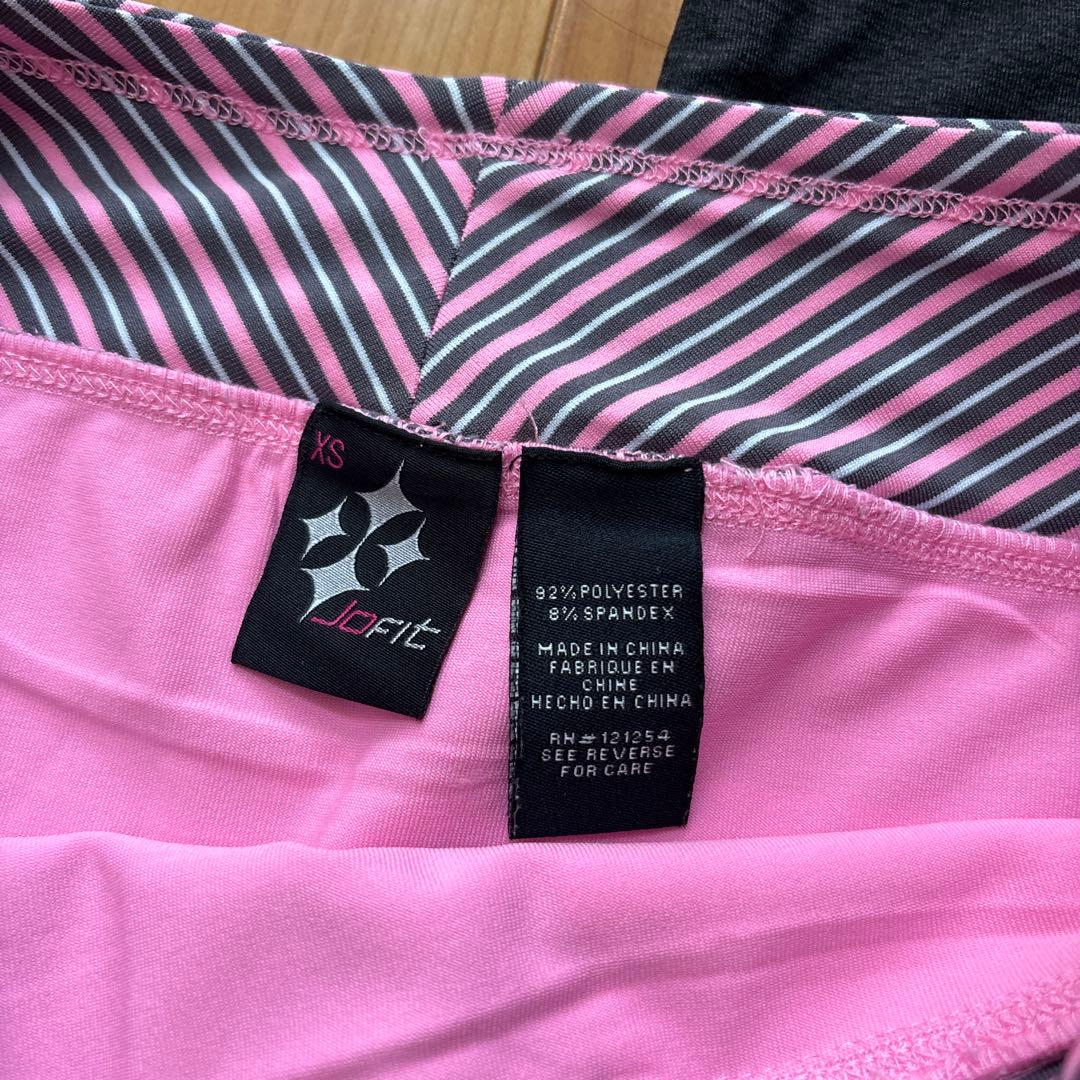 XS
JOFIT
92% POLYESTER
8% SPANDEX
MADE IN CHINA
FABRIQUE EN
CHINE
HECHO EN CHINA
RN#121254
SEE REVERSE
FOR CARE